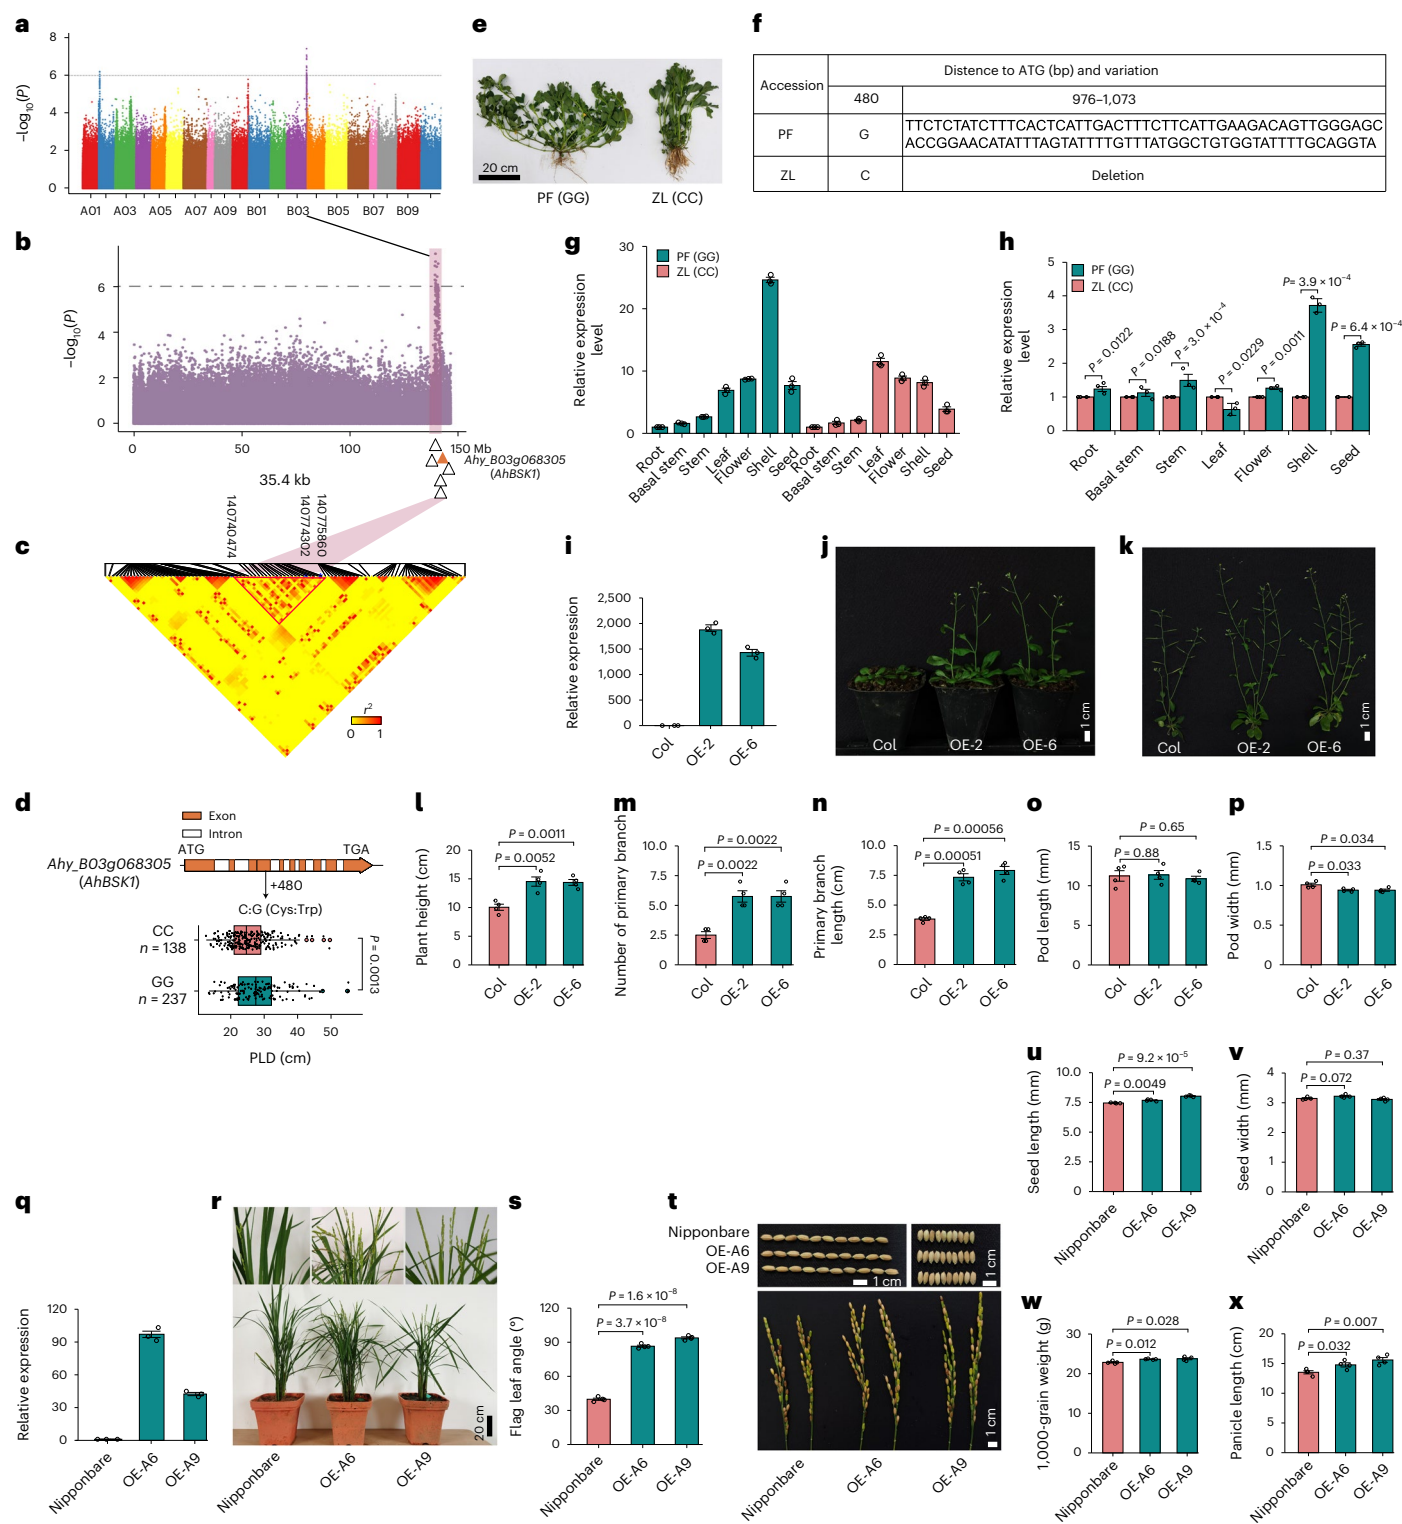 a
8
6
4
2
0
−log10(P)
A01 A03 A05 A07 A09 B01 B03 B05 B07 B09
b
6
4
2
0
−log10(P)
0 50 100 150 Mb
Ahy_B03g068305
(AhBSK1)
35.4 kb
140740474
140774302
140775860
c
r2
0 1
d
Exon
Intron
ATG TGA
Ahy_B03g068305
(AhBSK1)
+480
C:G (Cys:Trp)
CC
n = 138
GG
n = 237
P = 0.0013
20 30 40 50
PLD (cm)
e
20 cm
PF (GG) ZL (CC)
f
Accession
Distence to ATG (bp) and variation
480 976–1,073
PF G
TTCTCTATCTTTCACTCATTGACTTTCTTCATTGAAGACAGTTGGGAGC
ACCGGAACATATTTAGTATTTTGTTTATGGCTGTGGTATTTTGCAGGTA
ZL C Deletion
g
PF (GG)
ZL (CC)
30
20
10
0
Relative expression
level
Root Basal stem Stem Leaf Flower Shell Seed Root Basal stem Stem Leaf Flower Shell Seed
h
PF (GG)
ZL (CC)
5
4
3
2
1
0
Relative expression
level
P = 0.0122
P = 0.0188
P = 3.0 × 10−4
P = 0.0229
P = 0.0011
P = 3.9 × 10−4
P = 6.4 × 10−4
Root Basal stem Stem Leaf Flower Shell Seed
i
2,500
2,000
1,500
1,000
500
0
Relative expression
Col OE-2 OE-6
j
Col OE-2 OE-6
1 cm
k
Col OE-2 OE-6
1 cm
l
P = 0.0011
P = 0.0052
20
15
10
5
0
Plant height (cm)
Col OE-2 OE-6
m
P = 0.0022
P = 0.0022
10.0
7.5
5.0
2.5
0
Number of primary branch
Col OE-2 OE-6
n
P = 0.00056
P = 0.00051
10.0
7.5
5.0
2.5
0
Primary branch
length (cm)
Col OE-2 OE-6
o
P = 0.65
P = 0.88
15
10
5
0
Pod length (mm)
Col OE-2 OE-6
p
P = 0.034
P = 0.033
1.5
1.0
0.5
0
Pod width (mm)
Col OE-2 OE-6
u
P = 9.2 × 10−5
P = 0.0049
10.0
7.5
5.0
2.5
0
Seed length (mm)
Nipponbare OE-A6 OE-A9
v
P = 0.37
P = 0.072
4
3
2
1
0
Seed width (mm)
Nipponbare OE-A6 OE-A9
q
120
90
60
30
0
Relative expression
Nipponbare OE-A6 OE-A9
r
20 cm
Nipponbare OE-A6 OE-A9
s
P = 1.6 × 10−8
P = 3.7 × 10−8
120
90
60
30
0
Flag leaf angle (°)
Nipponbare OE-A6 OE-A9
t
Nipponbare
OE-A6
OE-A9
1 cm
1 cm
1 cm
Nipponbare OE-A6 OE-A9
w
P = 0.028
P = 0.012
30
20
10
0
1,000-grain weight (g)
Nipponbare OE-A6 OE-A9
x
P = 0.007
P = 0.032
20
15
10
5
0
Panicle length (cm)
Nipponbare OE-A6 OE-A9